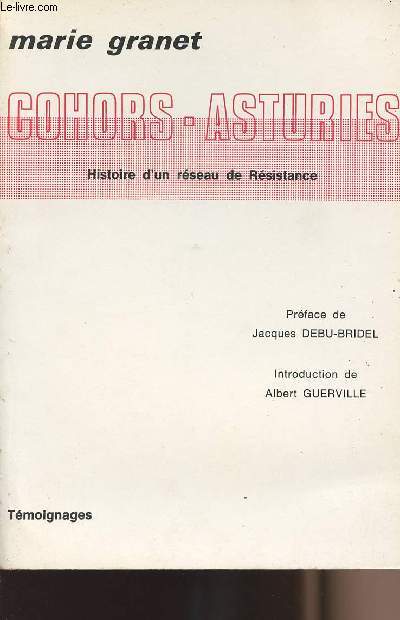 Le-livre.com
marie granet
COHORS - ASTURIES
Histoire d'un réseau de Résistance
Préface de
Jacques DEBU-BRIDEL
Introduction de
Albert GUERVILLE
Témoignages